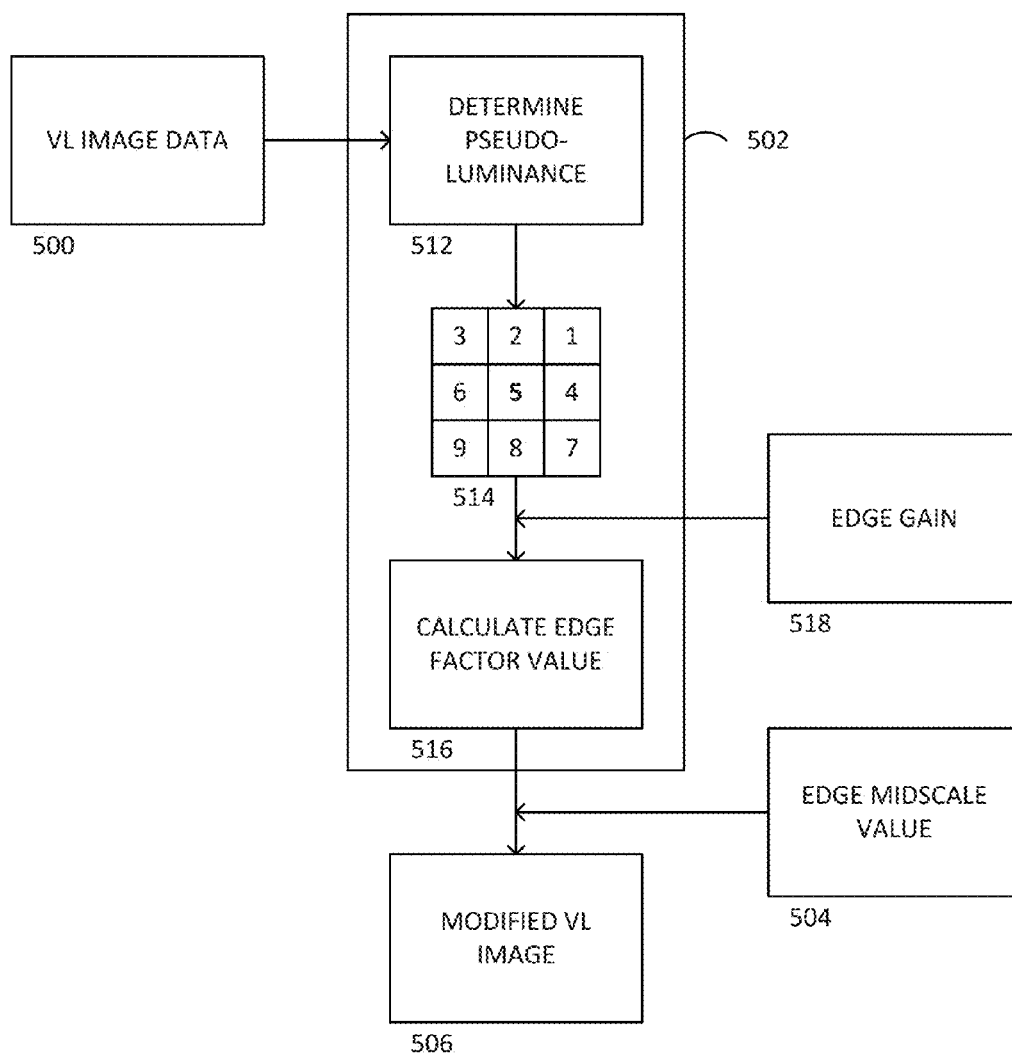 VL IMAGE DATA
500
DETERMINE
PSEUDO-
LUMINANCE
512
502
3 2 1
6 5 4
9 8 7
514
EDGE GAIN
518
CALCULATE EDGE
FACTOR VALUE
516
EDGE MIDSCALE
VALUE
504
MODIFIED VL
IMAGE
506